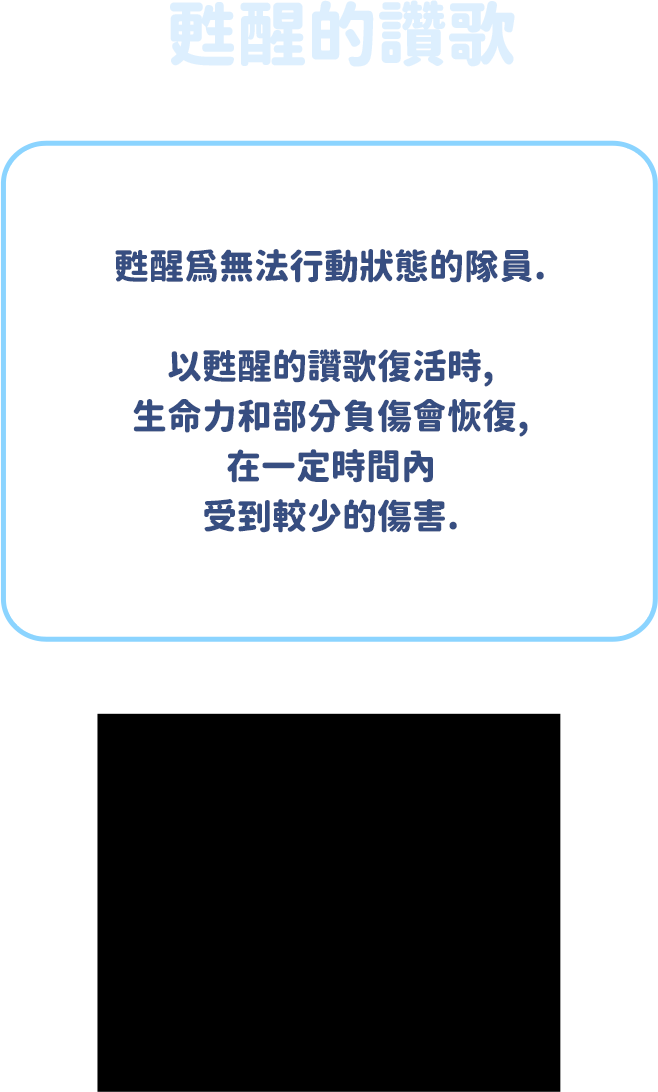 甦醒的讚歌
甦醒爲無法行動狀態的隊員.
以甦醒的讚歌復活時,
生命力和部分負傷會恢復,
在一定時間內
受到較少的傷害.